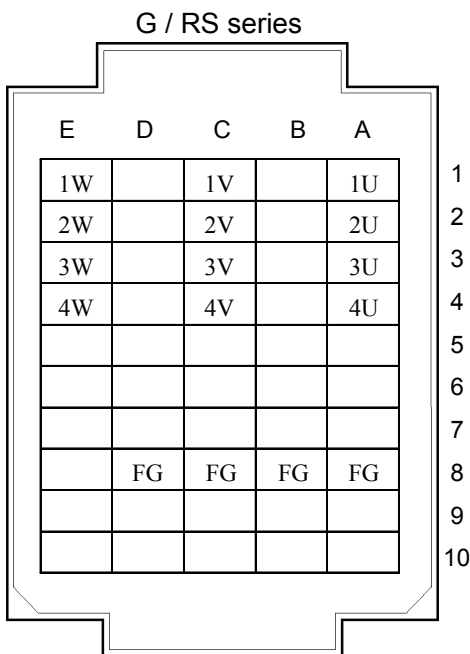 G / RS series
E D C B A
1W 1V 1U 1
2W 2V 2U 2
3W 3V 3U 3
4W 4V 4U 4
5
6
7
FG FG FG FG 8
9
10